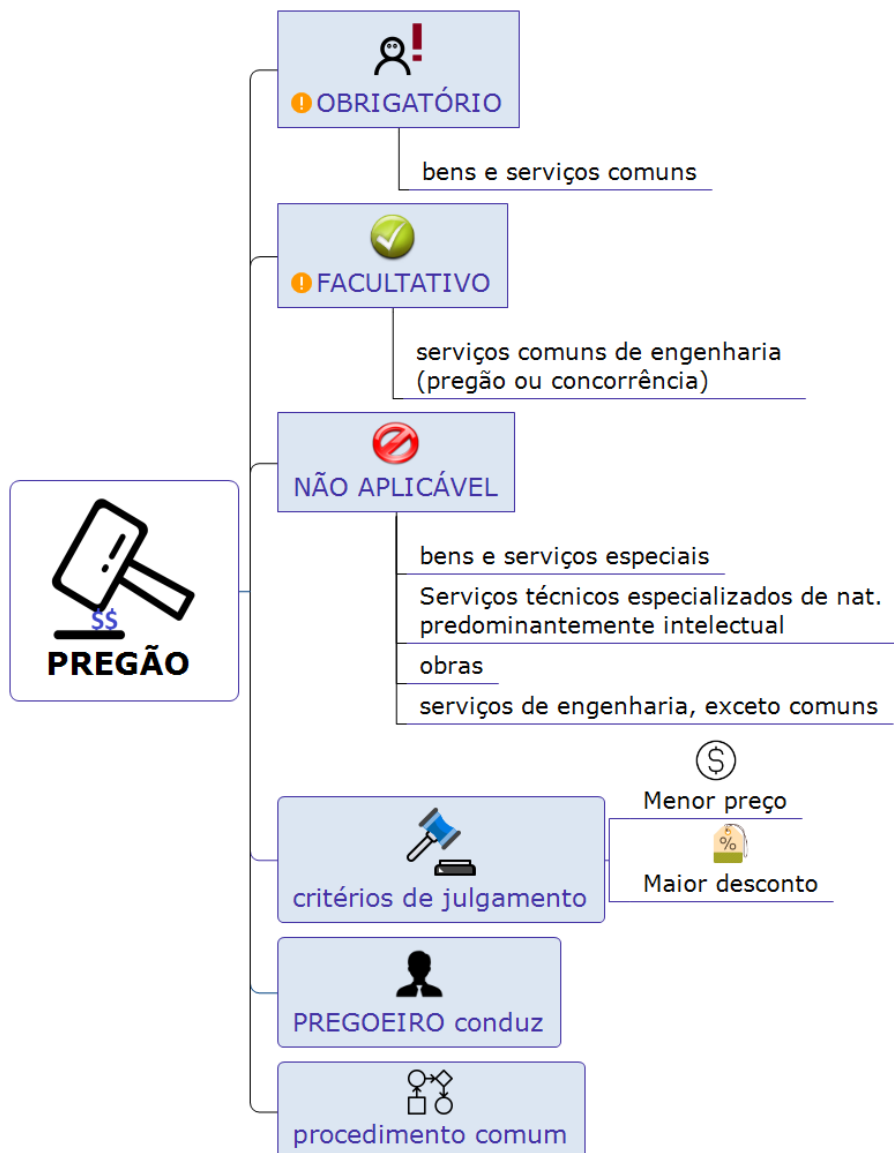 OBRIGATÓRIO
bens e serviços comuns
FACULTATIVO
serviços comuns de engenharia
(pregão ou concorrência)
NÃO APLICÁVEL
bens e serviços especiais
Serviços técnicos especializados de nat.
predominantemente intelectual
obras
serviços de engenharia, exceto comuns
$$
PREGÃO
$
Menor preço
%
Maior desconto
critérios de julgamento
PREGOEIRO conduz
procedimento comum